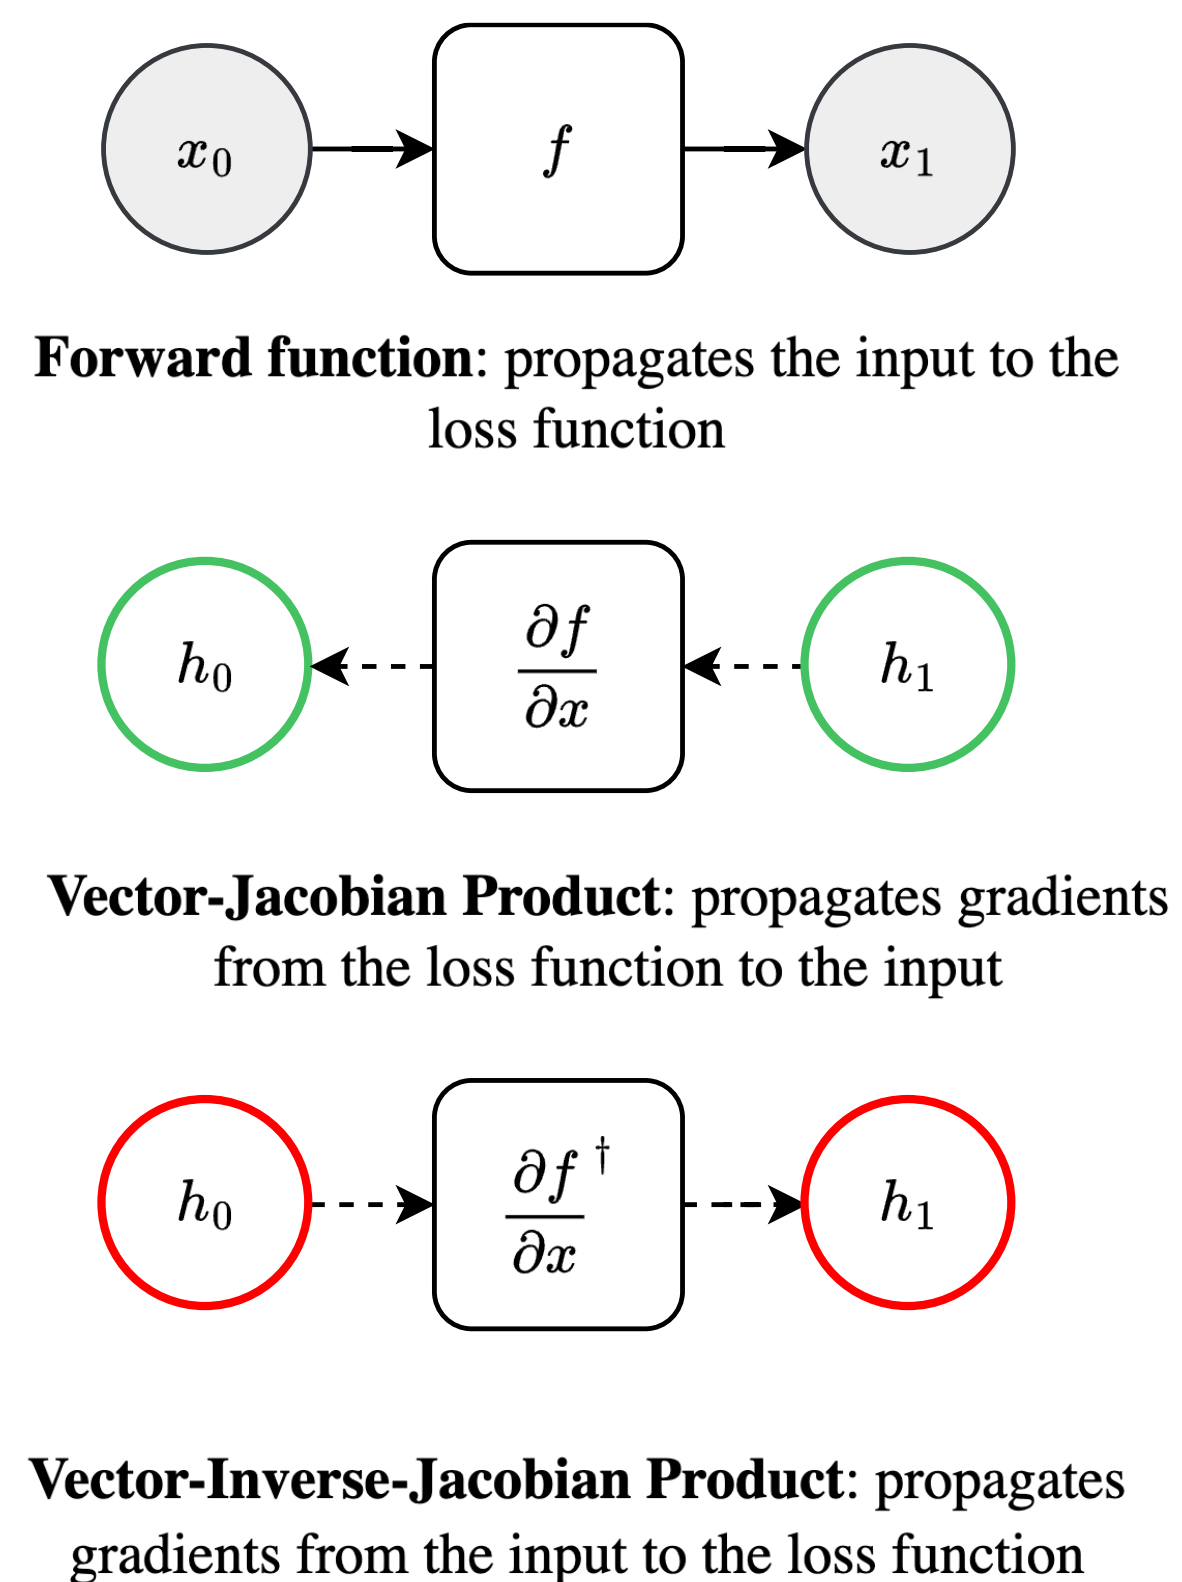 x₀ f x₁
Forward function: propagates the input to the
loss function
h₀ ∂f/∂x h₁
Vector-Jacobian Product: propagates gradients
from the loss function to the input
h₀ ∂f/∂x † h₁
Vector-Inverse-Jacobian Product: propagates
gradients from the input to the loss function